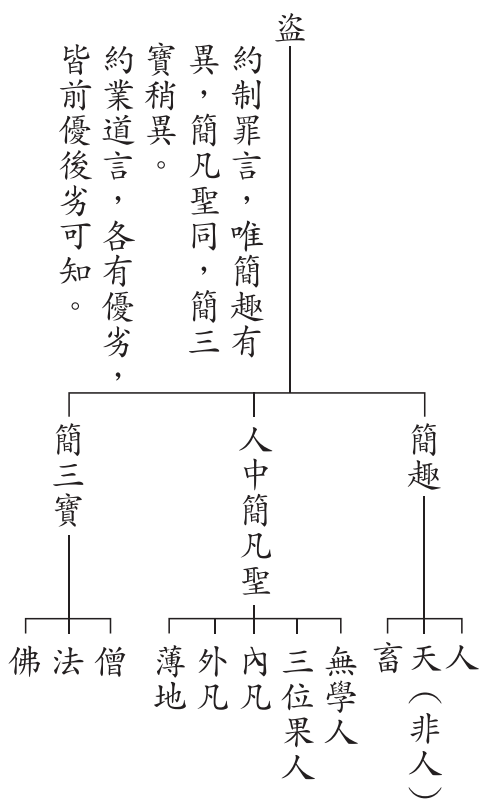 盜
約制罪言，唯簡趣有
異，簡凡聖同，簡三
寶稍異。
約業道言，各有優劣，
皆前優後劣可知。
簡趣
人
天（非人）
畜
人中簡凡聖
無學人
三位果人
內凡
外凡
薄地
簡三寶
僧
法
佛